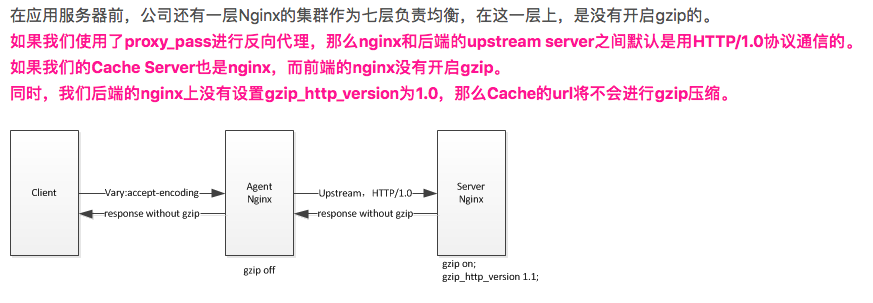 在应用服务器前，公司还有一层Nginx的集群作为七层负责均衡，在这一层上，是没有开启gzip的。
如果我们使用了proxy_pass进行反向代理，那么nginx和后端的upstream server之间默认是用HTTP/1.0协议通信的。
如果我们的Cache Server也是nginx，而前端的nginx没有开启gzip。
同时，我们后端的nginx上没有设置gzip_http_version为1.0，那么Cache的url将不会进行gzip压缩。
Client
Vary:accept-encoding
response without gzip
Agent
Nginx
Upstream，HTTP/1.0
response without gzip
Server
Nginx
gzip off
gzip on;
gzip_http_version 1.1;